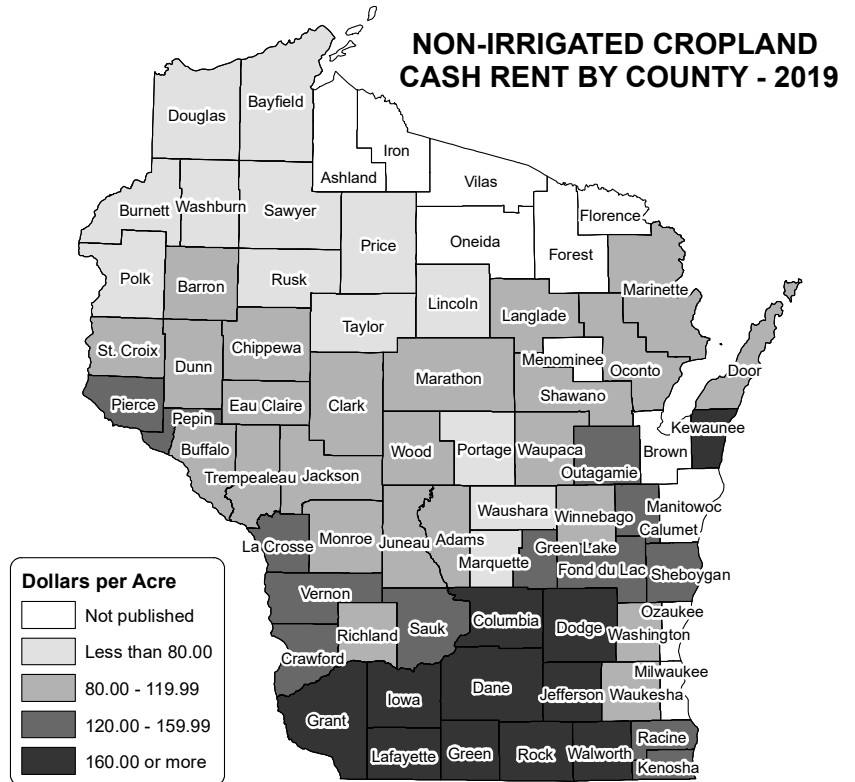 NON-IRRIGATED CROPLAND
CASH RENT BY COUNTY - 2019
Bayfield
Douglas
Iron
Ashland
Vilas
Burnett
Washburn
Sawyer
Florence
Price
Oneida
Forest
Polk
Rusk
Barron
Marinette
Lincoln
Langlade
Taylor
St. Croix
Chippewa
Menominee
Dunn
Oconto
Door
Marathon
Shawano
Pierce
Eau Claire
Clark
Pepin
Kewaunee
Buffalo
Wood
Portage
Waupaca
Brown
Outagamie
Trempealeau
Jackson
Manitowoc
Waushara
Winnebago
Calumet
La Crosse
Monroe
Juneau
Adams
Green Lake
Marquette
Fond du Lac
Sheboygan
Vernon
Ozaukee
Columbia
Dodge
Richland
Sauk
Washington
Crawford
Milwaukee
Dane
Iowa
Jefferson
Waukesha
Grant
Racine
Lafayette
Green
Rock
Walworth
Kenosha
Dollars per Acre
Not published
Less than 80.00
80.00 - 119.99
120.00 - 159.99
160.00 or more